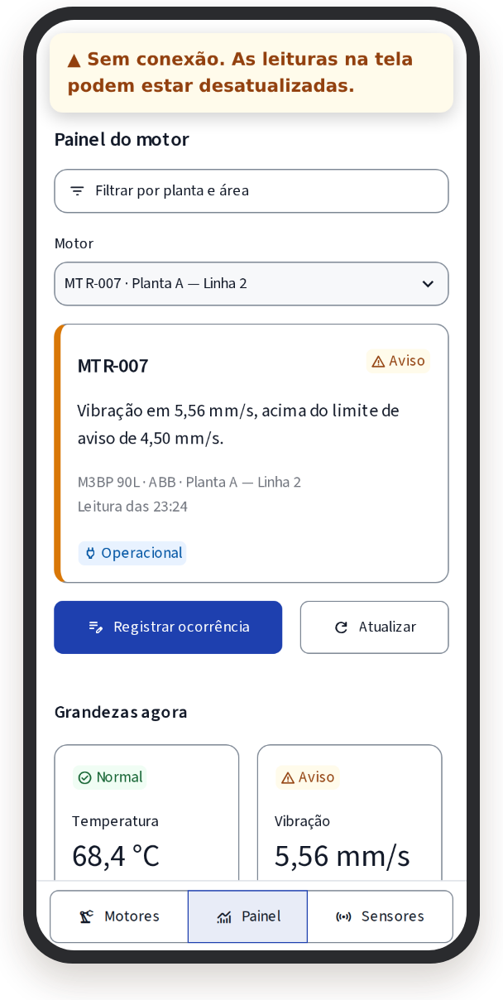 ▲ Sem conexão. As leituras na tela
podem estar desatualizadas.
Painel do motor
Filtrar por planta e área
Motor
MTR-007 · Planta A — Linha 2
MTR-007
Aviso
Vibração em 5,56 mm/s, acima do limite de
aviso de 4,50 mm/s.
M3BP 90L · ABB · Planta A — Linha 2
Leitura das 23:24
Operacional
Registrar ocorrência
Atualizar
Grandezas agora
Normal
Temperatura
68,4 °C
Aviso
Vibração
5,56 mm/s
Motores
Painel
Sensores